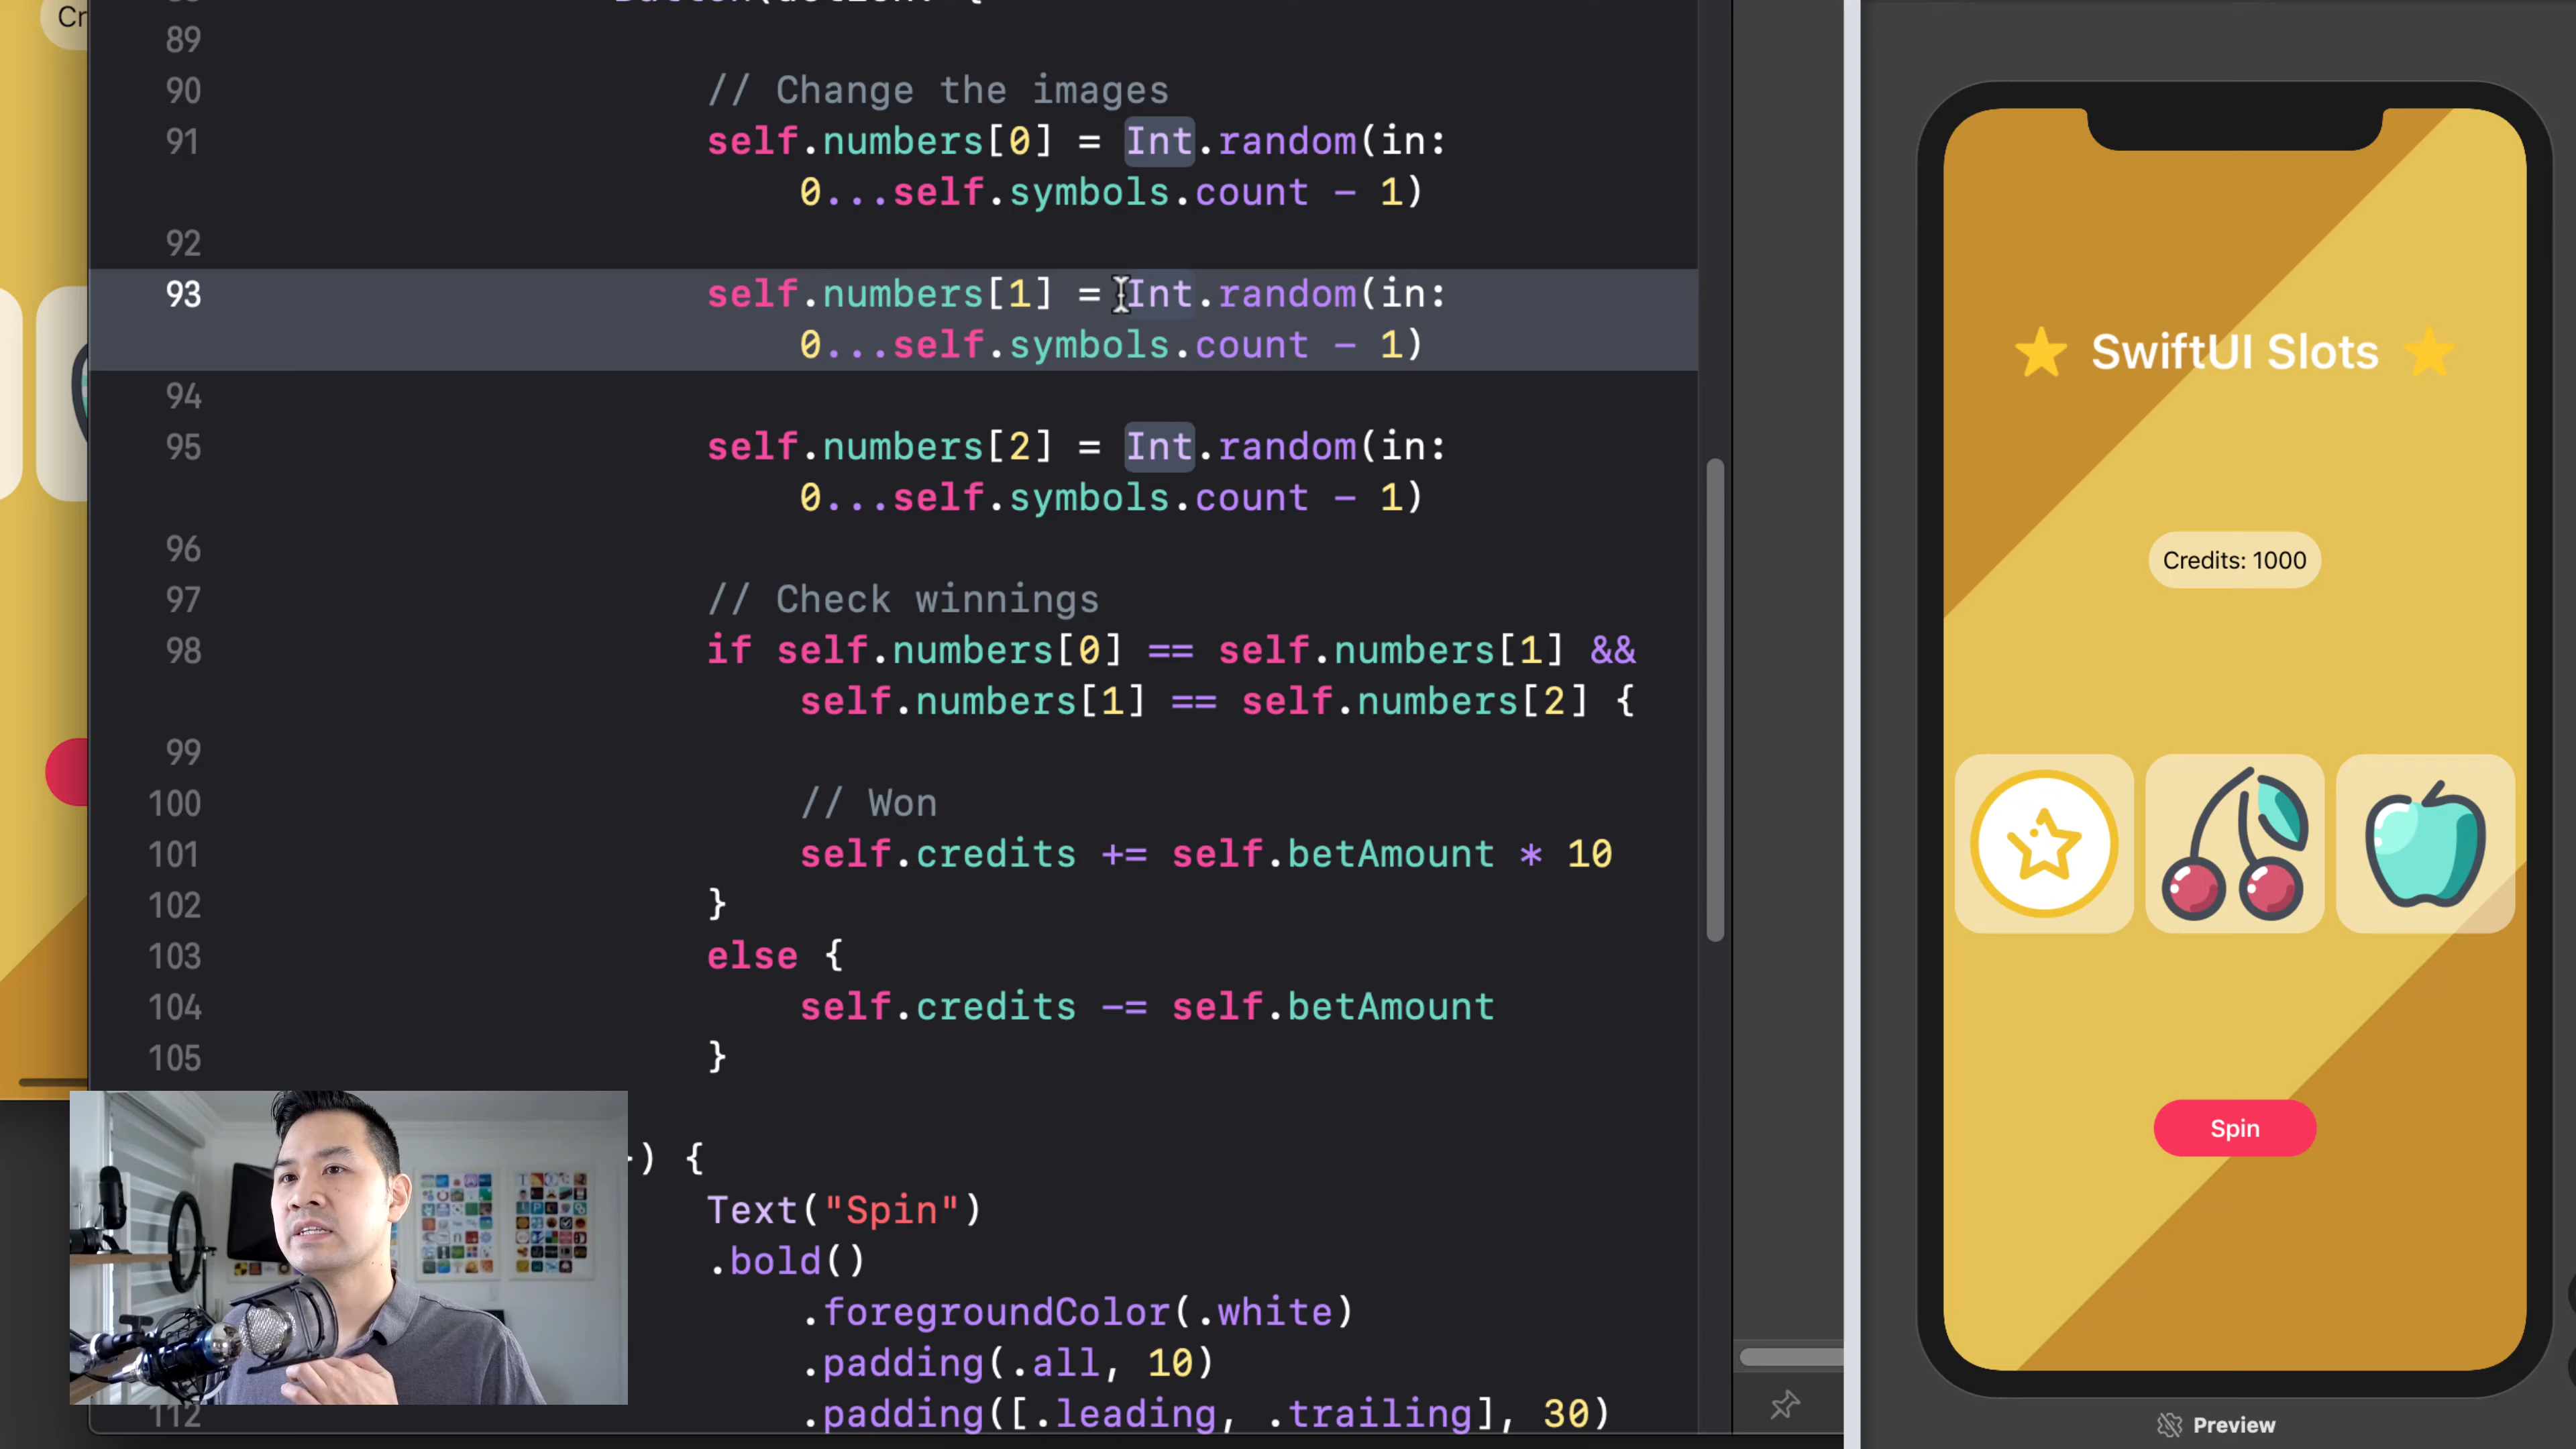 Cr
89
90 // Change the images
91 self.numbers[0] = Int.random(in:
0...self.symbols.count - 1)
92
93 self.numbers[1] = Int.random(in:
0...self.symbols.count - 1)
94
95 self.numbers[2] = Int.random(in:
0...self.symbols.count - 1)
96
97 // Check winnings
98 if self.numbers[0] == self.numbers[1] &&
self.numbers[1] == self.numbers[2] {
99
100 // Won
101 self.credits += self.betAmount * 10
102 }
103 else {
104 self.credits -= self.betAmount
105 }
) {
Text("Spin")
.bold()
.foregroundColor(.white)
.padding(.all, 10)
112 .padding([.leading, .trailing], 30)
SwiftUI Slots
Credits: 1000
Spin
Preview